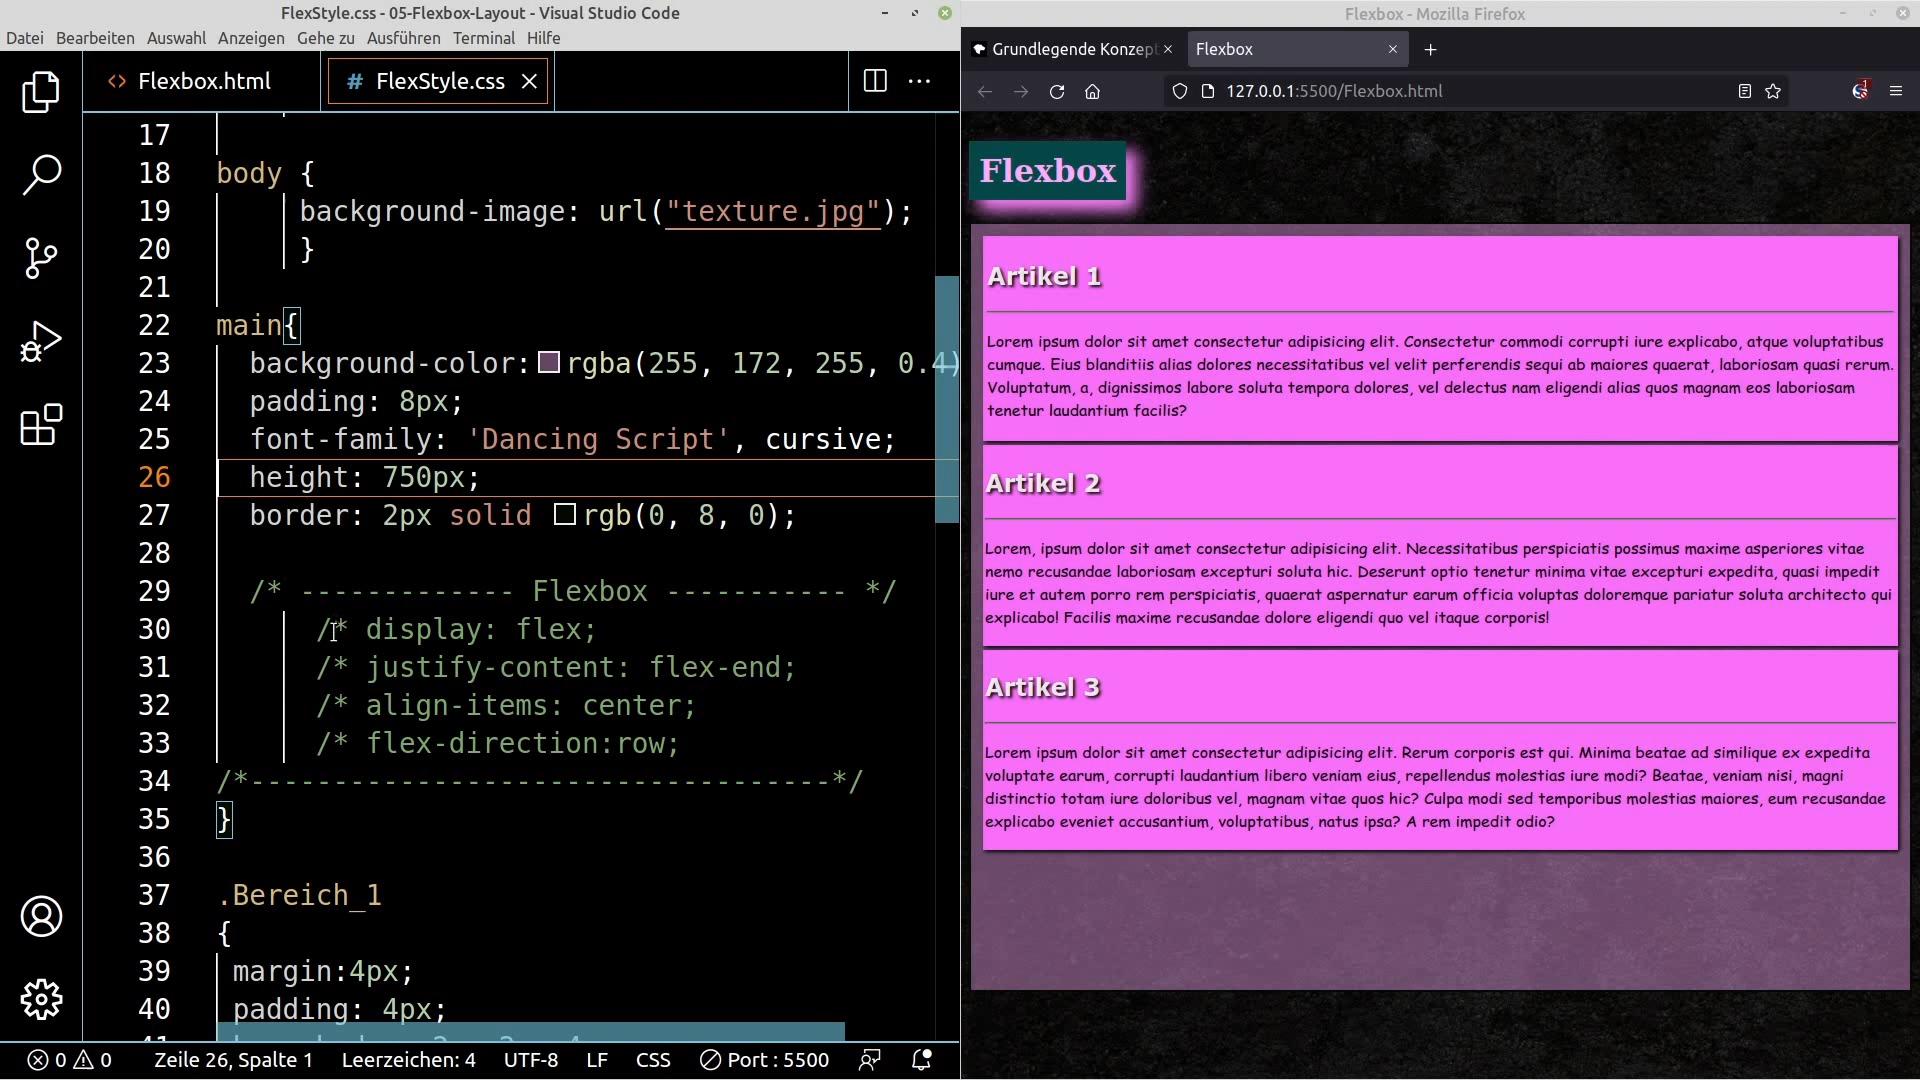 FlexStyle.css - 05-Flexbox-Layout - Visual Studio Code
Datei Bearbeiten Auswahl Anzeigen Gehe zu Ausführen Terminal Hilfe
<> Flexbox.html
# FlexStyle.css
17
18 body {
19 background-image: url("texture.jpg");
20 }
21
22 main{
23 background-color: rgba(255, 172, 255, 0.4)
24 padding: 8px;
25 font-family: 'Dancing Script', cursive;
26 height: 750px;
27 border: 2px solid rgb(0, 8, 0);
28
29 /* ------------- Flexbox ----------- */
30 /* display: flex;
31 /* justify-content: flex-end;
32 /* align-items: center;
33 /* flex-direction:row;
34 /*-----------------------------------*/
35 }
36
37 .Bereich_1
38 {
39 margin:4px;
40 padding: 4px;
0 0 Zeile 26, Spalte 1 Leerzeichen: 4 UTF-8 LF CSS Port : 5500
Flexbox - Mozilla Firefox
Grundlegende Konzept
Flexbox
127.0.0.1:5500/Flexbox.html
1
Flexbox
Artikel 1
Lorem ipsum dolor sit amet consectetur adipisicing elit. Consectetur commodi corrupti iure explicabo, atque voluptatibus
cumque. Eius blanditiis alias dolores necessitatibus vel velit perferendis sequi ab maiores quaerat, laboriosam quasi rerum.
Voluptatum, a, dignissimos labore soluta tempora dolores, vel delectus nam eligendi alias quos magnam eos laboriosam
tenetur laudantium facilis?
Artikel 2
Lorem, ipsum dolor sit amet consectetur adipisicing elit. Necessitatibus perspiciatis possimus maxime asperiores vitae
nemo recusandae laboriosam excepturi soluta hic. Deserunt optio tenetur minima vitae excepturi expedita, quasi impedit
iure et autem porro rem perspiciatis, quaerat aspernatur earum officia voluptas doloremque pariatur soluta architecto qui
explicabo! Facilis maxime recusandae dolore eligendi quo vel itaque corporis!
Artikel 3
Lorem ipsum dolor sit amet consectetur adipisicing elit. Rerum corporis est qui. Minima beatae ad similique ex expedita
voluptate earum, corrupti laudantium libero veniam eius, repellendus molestias iure modi? Beatae, veniam nisi, magni
distinctio totam iure doloribus vel, magnam vitae quos hic? Culpa modi sed temporibus molestias maiores, eum recusandae
explicabo eveniet accusantium, voluptatibus, natus ipsa? A rem impedit odio?